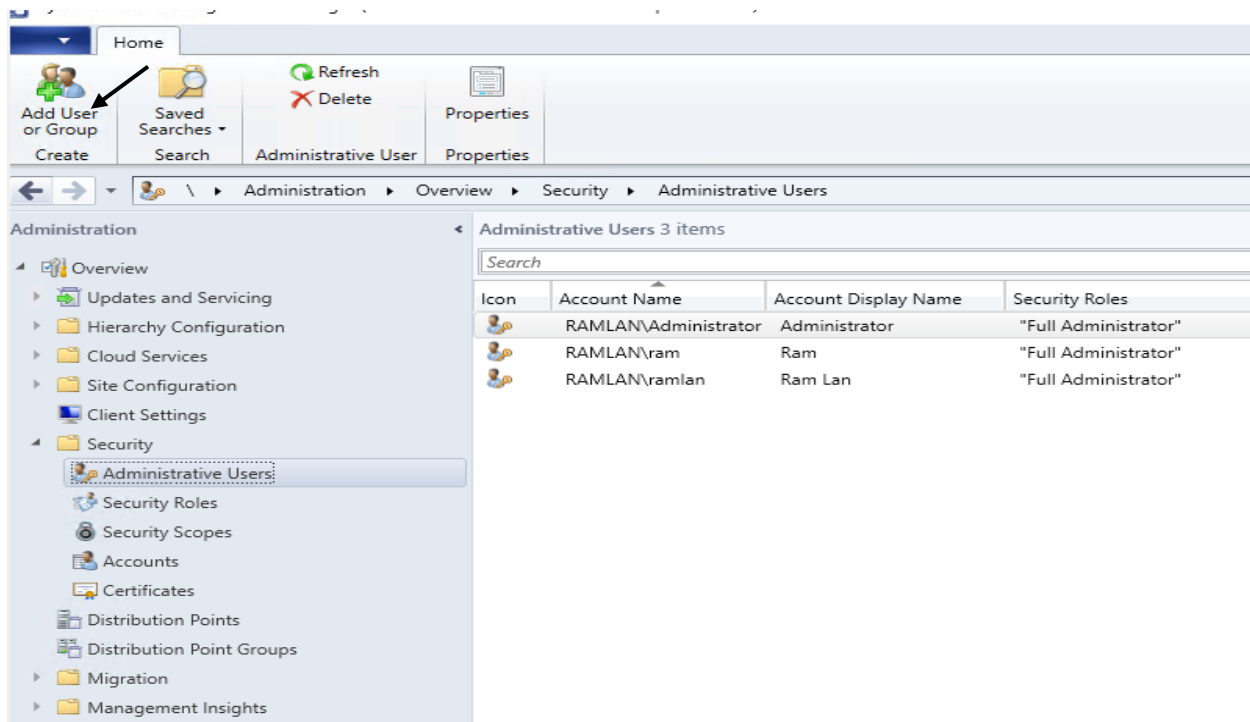 Home
Add User
or Group
Create
Saved
Searches
Search
Refresh
Delete
Administrative User
Properties
Properties
\ Administration Overview Security Administrative Users
Administration
Overview
Updates and Servicing
Hierarchy Configuration
Cloud Services
Site Configuration
Client Settings
Security
Administrative Users
Security Roles
Security Scopes
Accounts
Certificates
Distribution Points
Distribution Point Groups
Migration
Management Insights
Administrative Users 3 items
Search
Icon Account Name Account Display Name Security Roles
RAMLAN\Administrator Administrator "Full Administrator"
RAMLAN\ram Ram "Full Administrator"
RAMLAN\ramlan Ram Lan "Full Administrator"